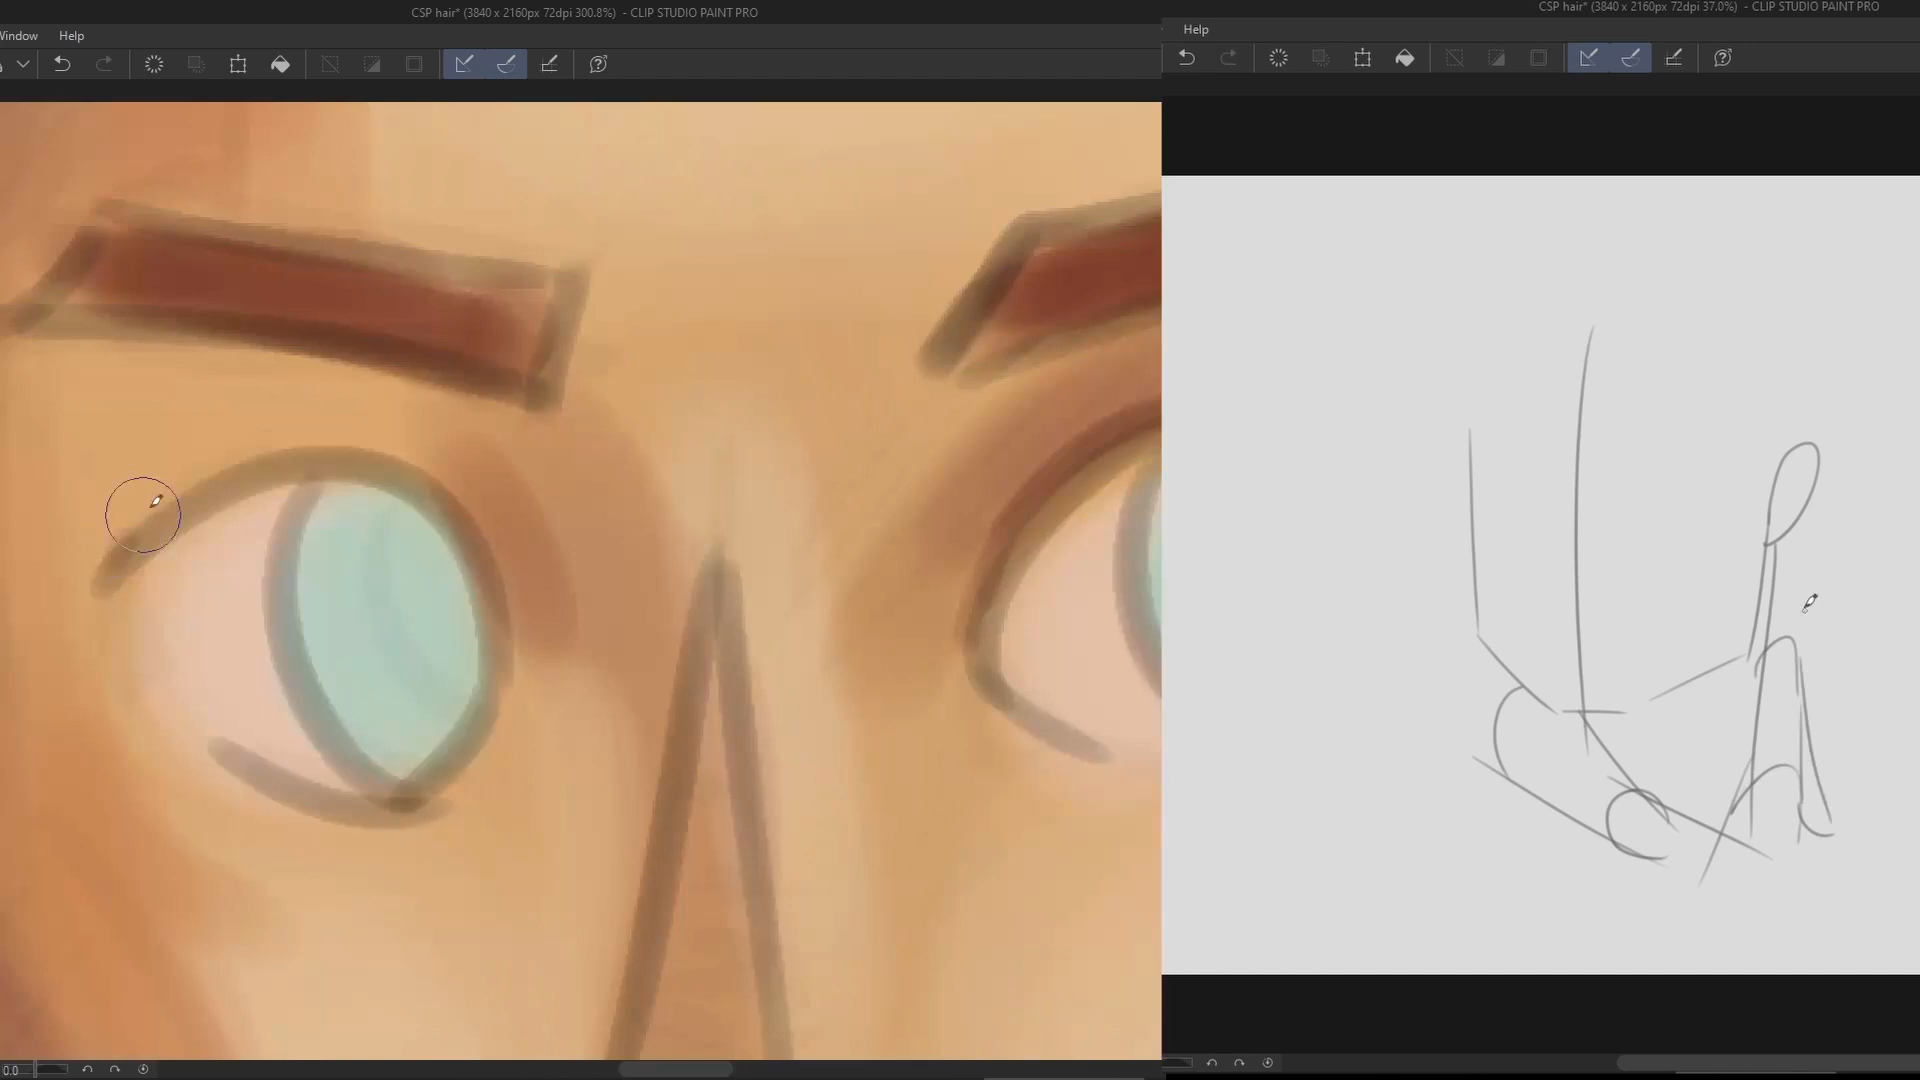 CSP hair* (3840 x 2160px 72dpi 300.8%) - CLIP STUDIO PAINT PRO
Window Help
0.0
CSP hair* (3840 x 2160px 72dpi 37.0%) - CLIP STUDIO PAINT PRO
Help